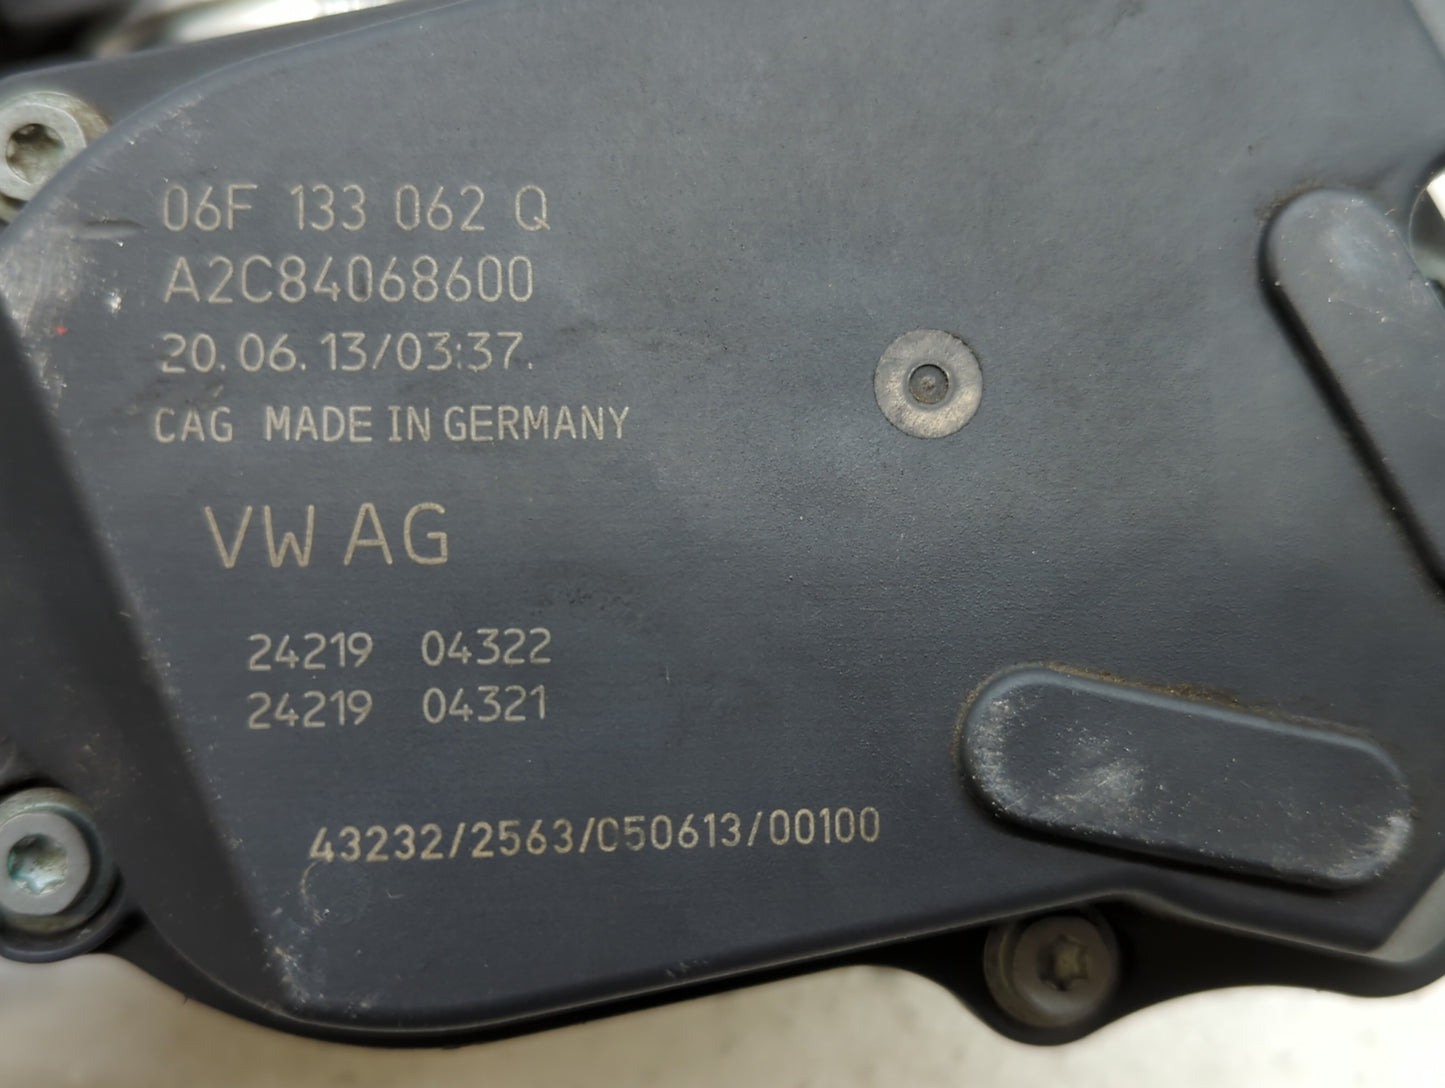 06F 133 062 Q
A2C84068600
20.06.13/03:37.
CAG MADE IN GERMANY
VW AG
24219 04322
24219 04321
43232/2563/050613/00100